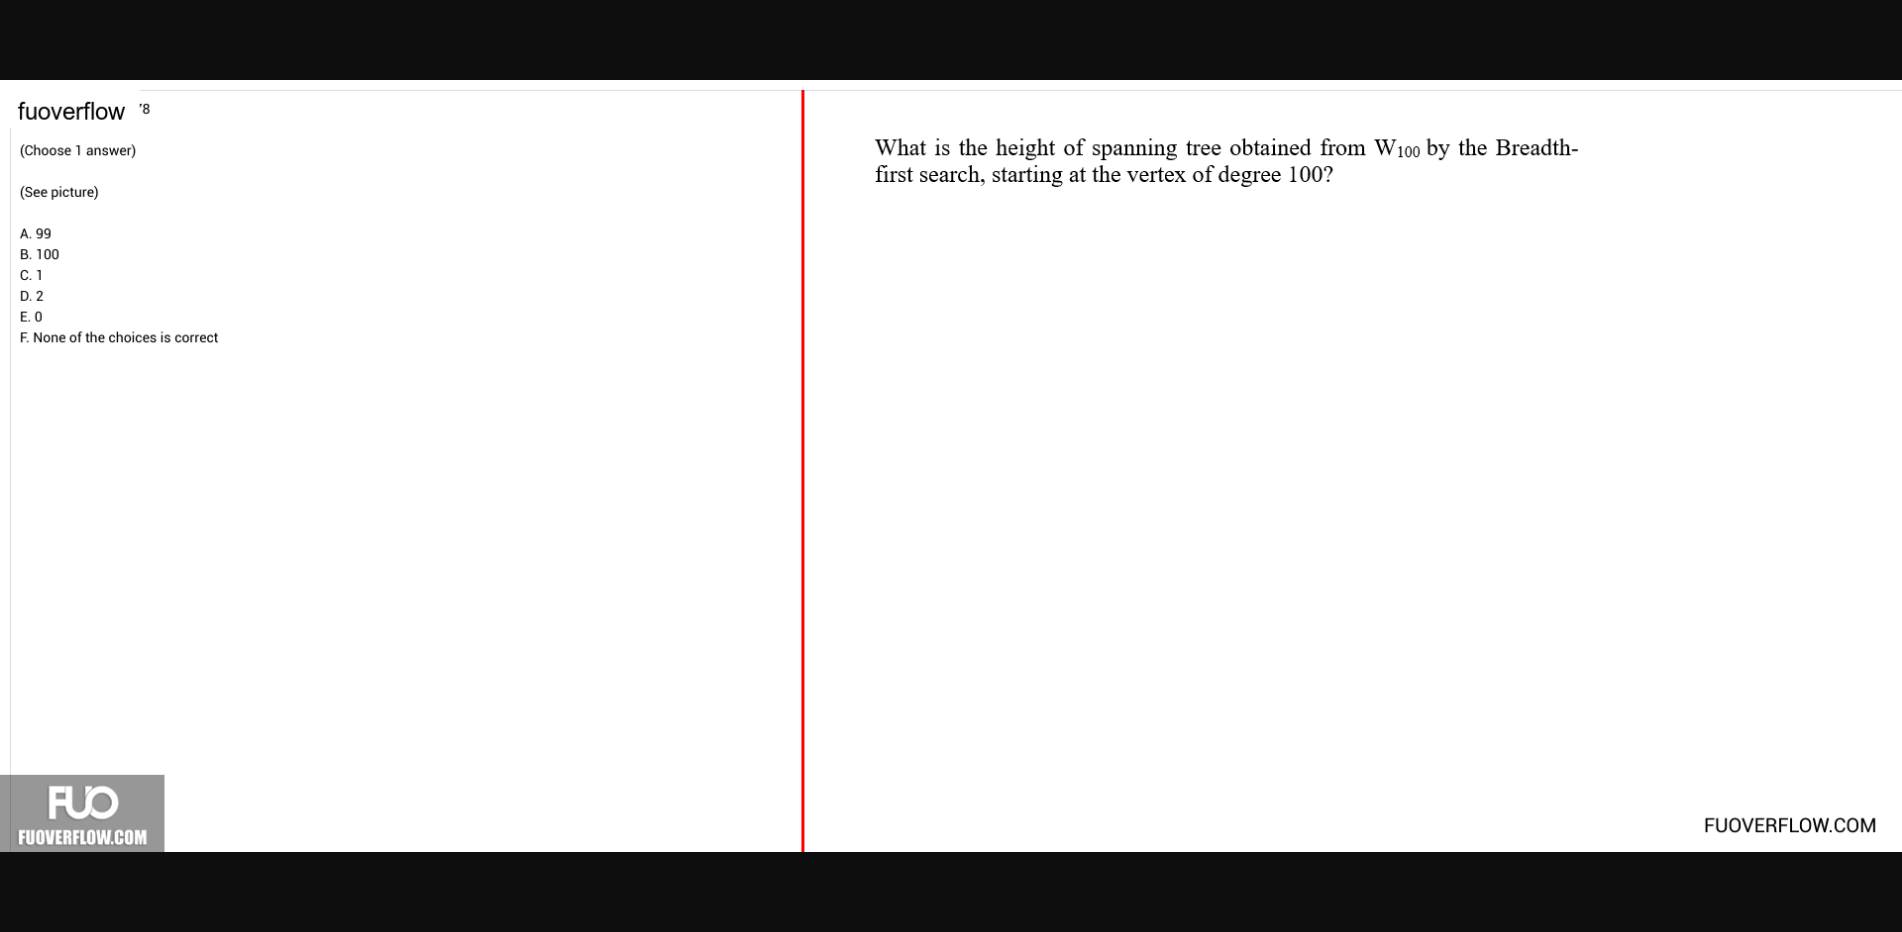 fuoverflow '8
(Choose 1 answer)
(See picture)
A. 99
B. 100
C. 1
D. 2
E. 0
F. None of the choices is correct
What is the height of spanning tree obtained from W₁₀₀ by the Breadth-
first search, starting at the vertex of degree 100?
FUO
FUOVERFLOW.COM
FUOVERFLOW.COM